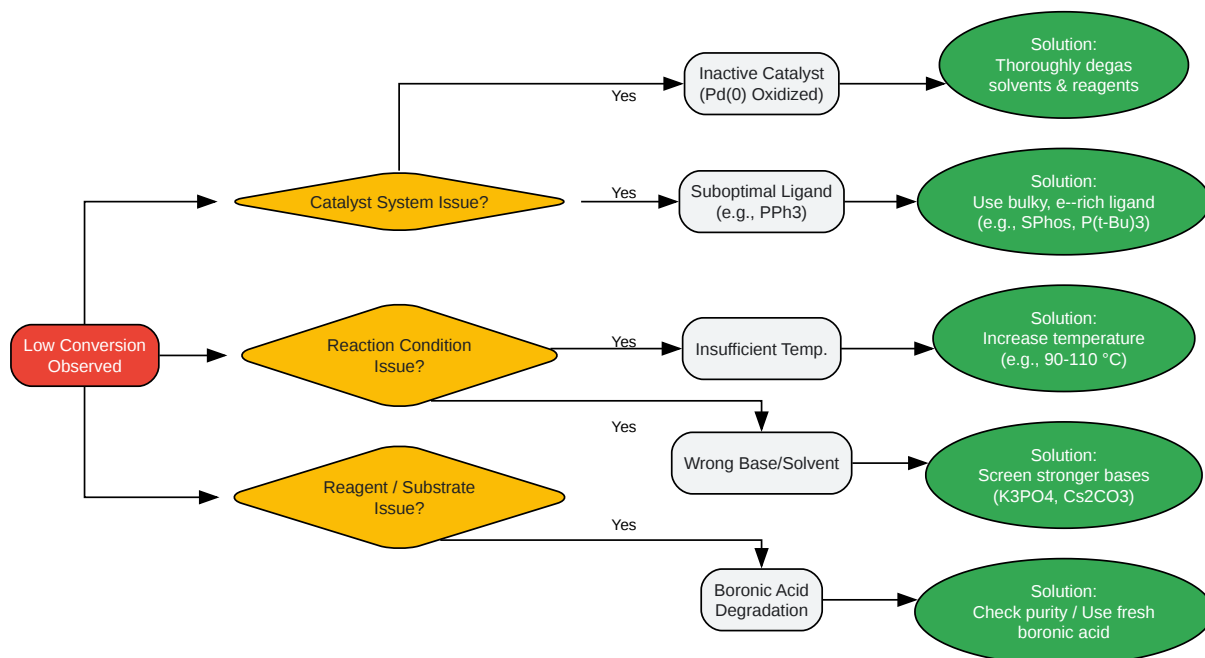 Solution:
Thoroughly degas
solvents & reagents
Inactive Catalyst
(Pd(0) Oxidized)
Yes
Catalyst System Issue?
Yes
Suboptimal Ligand
(e.g., PPh3)
Solution:
Use bulky, e--rich ligand
(e.g., SPhos, P(t-Bu)3)
Low Conversion
Observed
Reaction Condition
Issue?
Yes
Insufficient Temp.
Solution:
Increase temperature
(e.g., 90-110 °C)
Yes
Wrong Base/Solvent
Solution:
Screen stronger bases
(K3PO4, Cs2CO3)
Reagent / Substrate
Issue?
Yes
Boronic Acid
Degradation
Solution:
Check purity / Use fresh
boronic acid